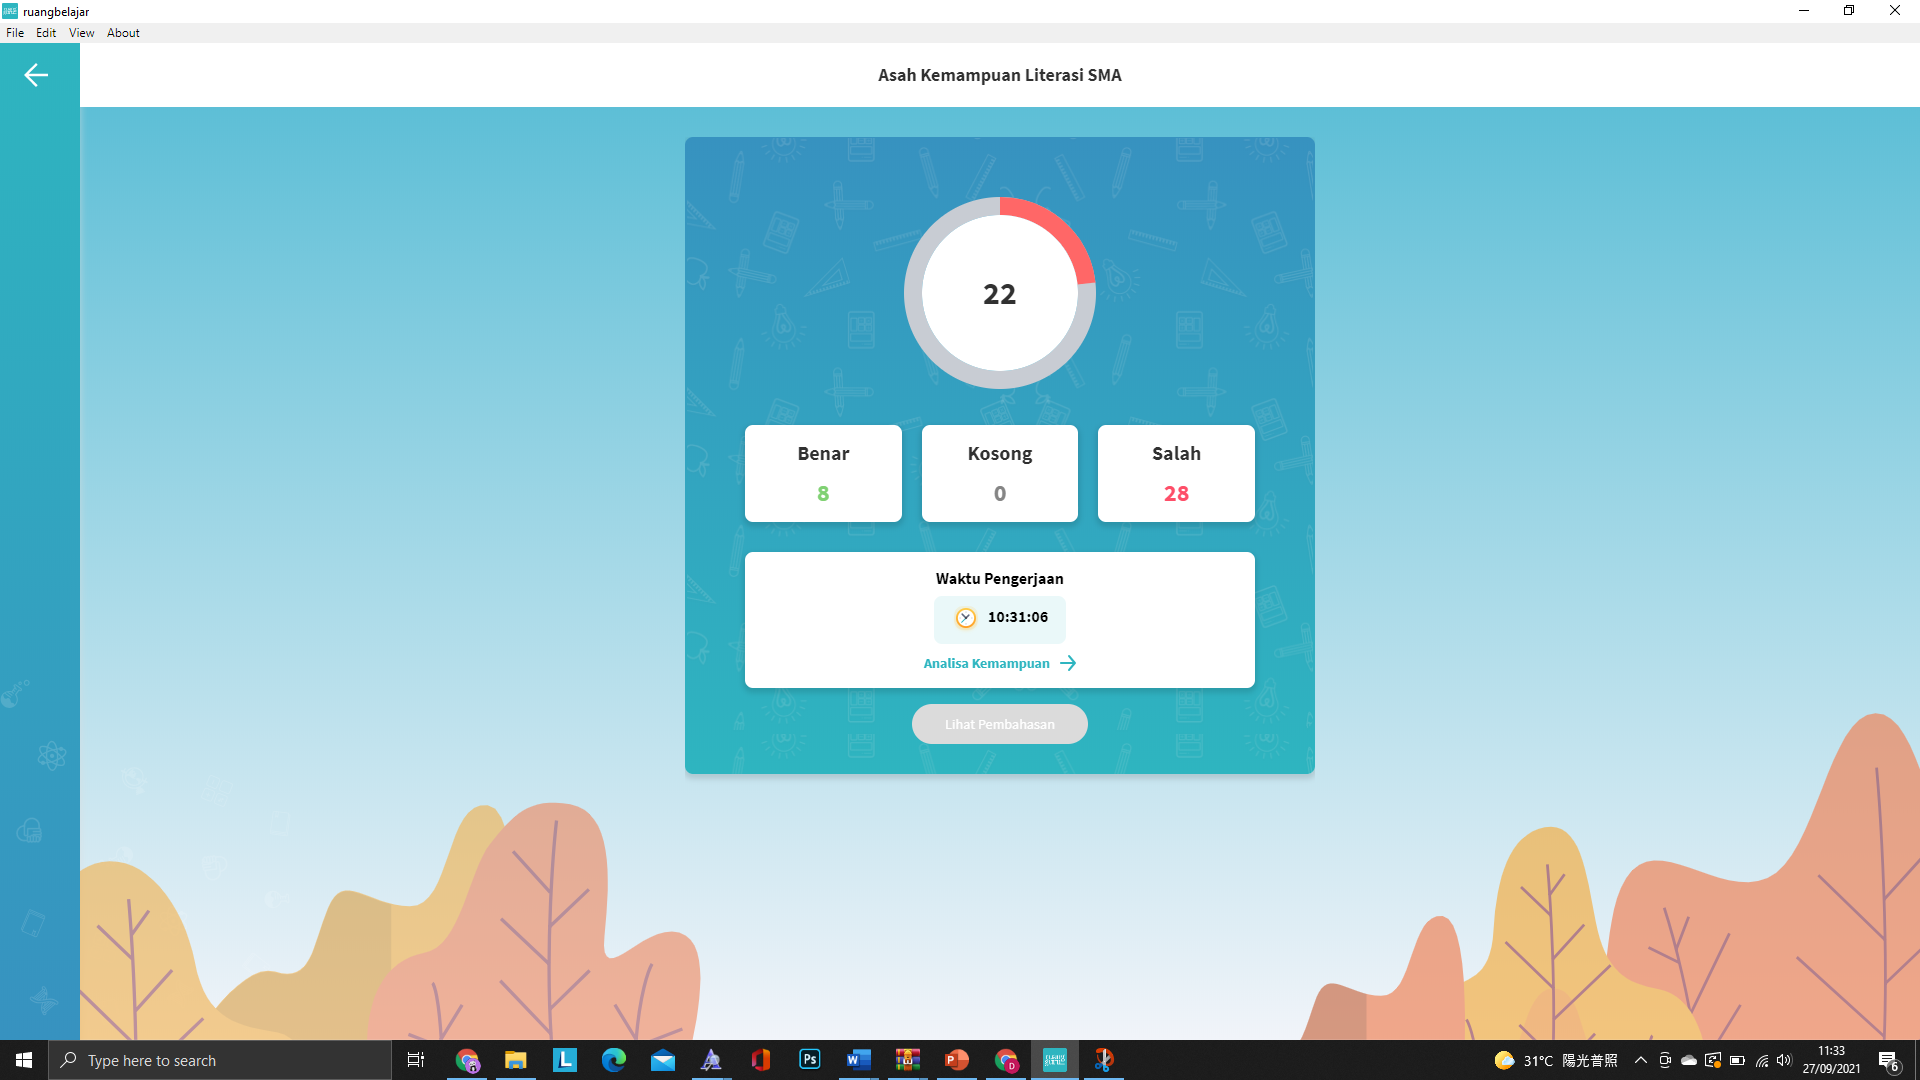 ruangbelajar
File Edit View About
Asah Kemampuan Literasi SMA
22
Benar Kosong Salah
8 0 28
Waktu Pengerjaan
10:31:06
Analisa Kemampuan
Lihat Pembahasan
Type here to search
31°C 陽光普照
11:33
27/09/2021
6